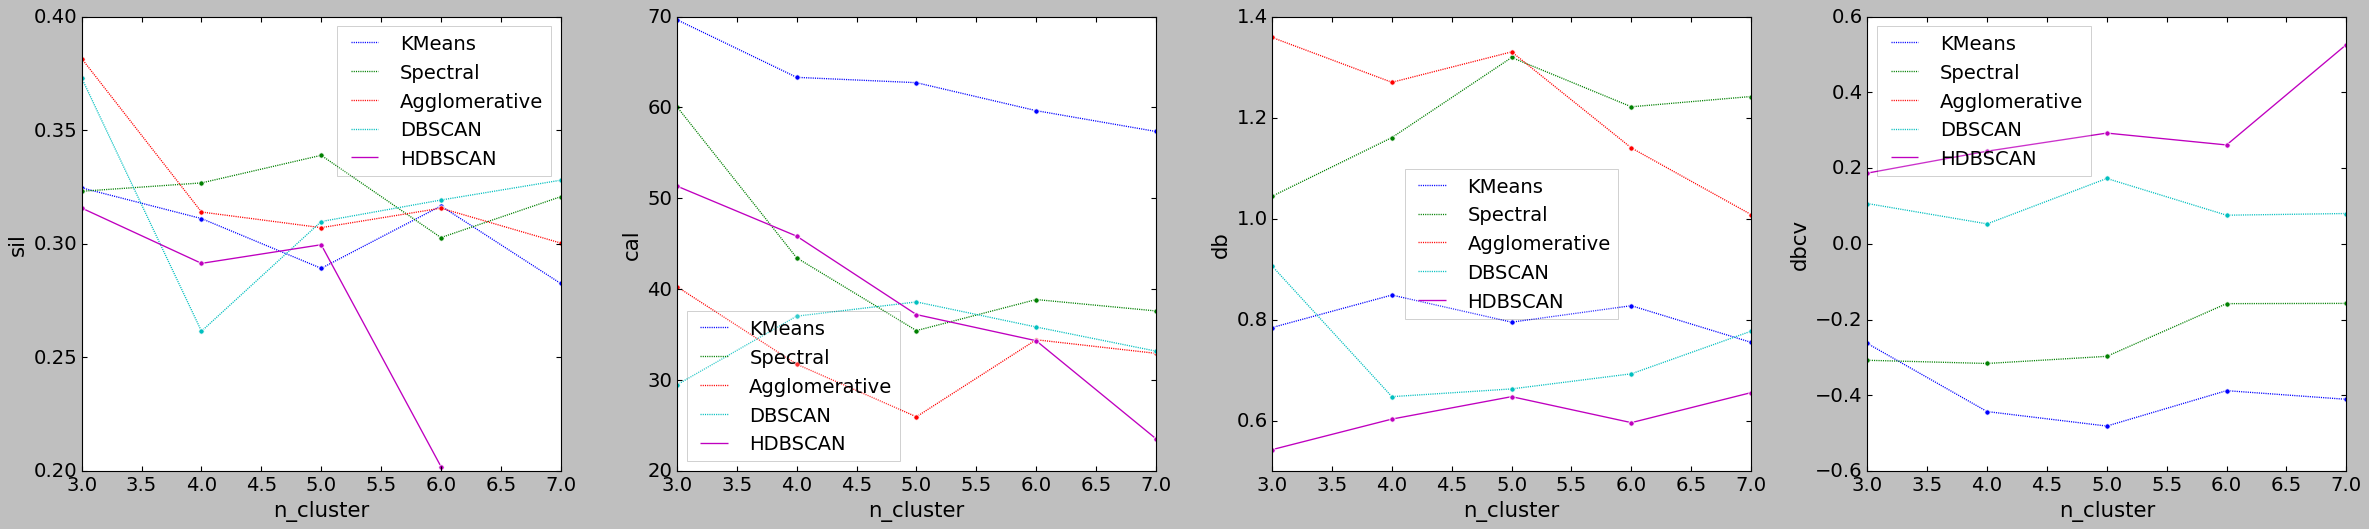 0.40
0.35
0.30
0.25
0.20
sil
KMeans
Spectral
Agglomerative
DBSCAN
HDBSCAN
3.0 3.5 4.0 4.5 5.0 5.5 6.0 6.5 7.0
n_cluster
70
60
50
40
30
20
cal
KMeans
Spectral
Agglomerative
DBSCAN
HDBSCAN
3.0 3.5 4.0 4.5 5.0 5.5 6.0 6.5 7.0
n_cluster
1.4
1.2
1.0
0.8
0.6
db
KMeans
Spectral
Agglomerative
DBSCAN
HDBSCAN
3.0 3.5 4.0 4.5 5.0 5.5 6.0 6.5 7.0
n_cluster
0.6
0.4
0.2
0.0
−0.2
−0.4
−0.6
dbcv
KMeans
Spectral
Agglomerative
DBSCAN
HDBSCAN
3.0 3.5 4.0 4.5 5.0 5.5 6.0 6.5 7.0
n_cluster